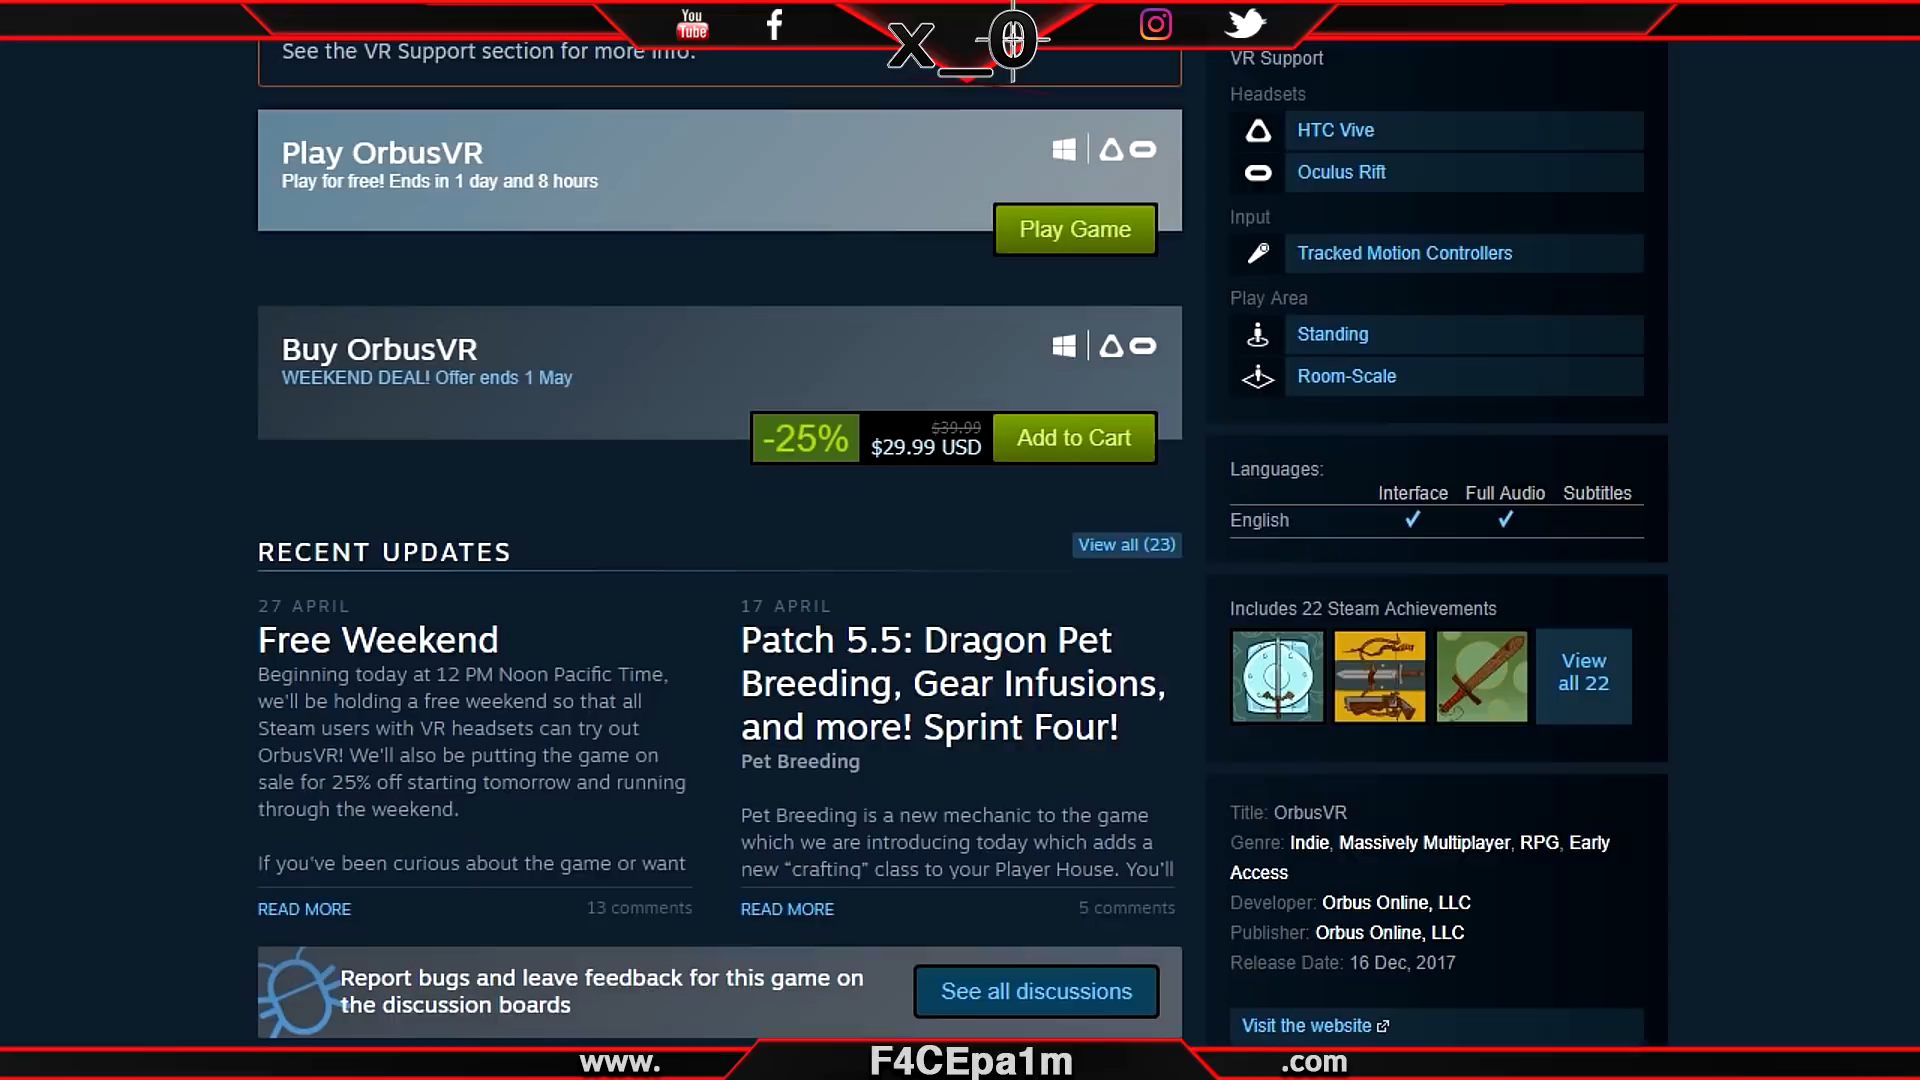 You
Tube
X_0
See the VR Support section for more info.
Play OrbusVR
Play for free! Ends in 1 day and 8 hours
Play Game
Buy OrbusVR
WEEKEND DEAL! Offer ends 1 May
-25%
$39.99
$29.99 USD
Add to Cart
RECENT UPDATES
View all (23)
27 APRIL
Free Weekend
Beginning today at 12 PM Noon Pacific Time,
we'll be holding a free weekend so that all
Steam users with VR headsets can try out
OrbusVR! We'll also be putting the game on
sale for 25% off starting tomorrow and running
through the weekend.
If you've been curious about the game or want
READ MORE
13 comments
17 APRIL
Patch 5.5: Dragon Pet
Breeding, Gear Infusions,
and more! Sprint Four!
Pet Breeding
Pet Breeding is a new mechanic to the game
which we are introducing today which adds a
new “crafting” class to your Player House. You'll
READ MORE
5 comments
Report bugs and leave feedback for this game on
the discussion boards
See all discussions
VR Support
Headsets
HTC Vive
Oculus Rift
Input
Tracked Motion Controllers
Play Area
Standing
Room-Scale
Languages:
Interface Full Audio Subtitles
English ✓ ✓
Includes 22 Steam Achievements
View
all 22
Title: OrbusVR
Genre: Indie, Massively Multiplayer, RPG, Early
Access
Developer: Orbus Online, LLC
Publisher: Orbus Online, LLC
Release Date: 16 Dec, 2017
Visit the website
www. F4CEpa1m .com